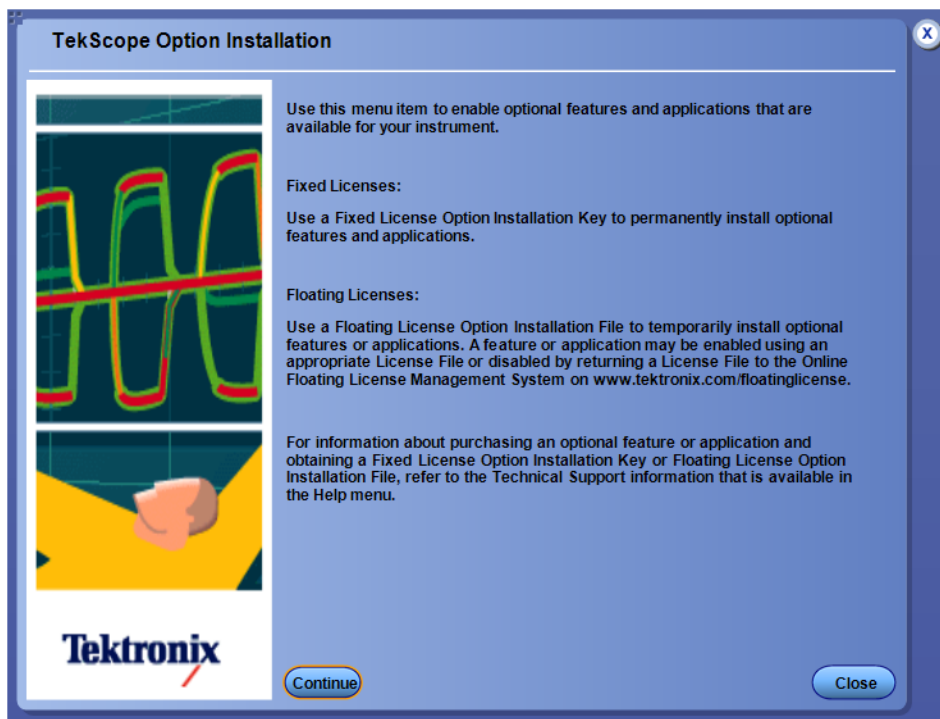 TekScope Option Installation
X
Use this menu item to enable optional features and applications that are
available for your instrument.
Fixed Licenses:
Use a Fixed License Option Installation Key to permanently install optional
features and applications.
Floating Licenses:
Use a Floating License Option Installation File to temporarily install optional
features or applications. A feature or application may be enabled using an
appropriate License File or disabled by returning a License File to the Online
Floating License Management System on www.tektronix.com/floatinglicense.
For information about purchasing an optional feature or application and
obtaining a Fixed License Option Installation Key or Floating License Option
Installation File, refer to the Technical Support information that is available in
the Help menu.
Tektronix
Continue
Close